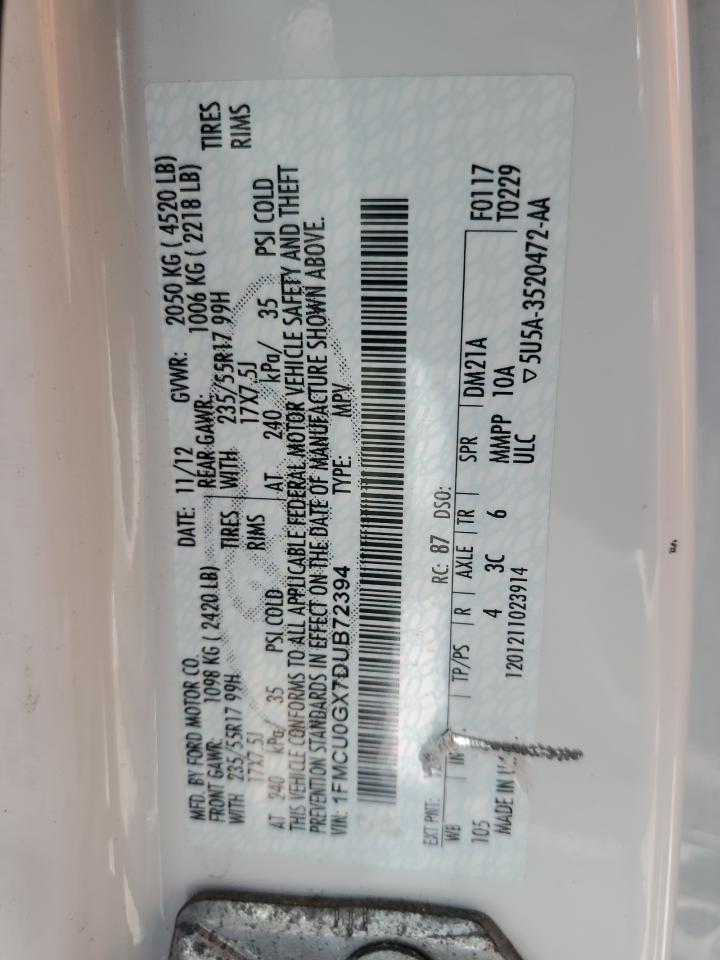 MFD. BY FORD MOTOR CO.
DATE: 11/12 GVWR: 2050 KG ( 4520 LB)
FRONT GAWR: 1098 KG ( 2420 LB) REAR GAWR: 1006 KG ( 2218 LB)
WITH 235/55R17 99H TIRES WITH 235/55R17 99H TIRES
17X7.5J RIMS 17X7.5J RIMS
AT 240 kPa/ 35 PSI COLD AT 240 kPa/ 35 PSI COLD
THIS VEHICLE CONFORMS TO ALL APPLICABLE FEDERAL MOTOR VEHICLE SAFETY AND THEFT
PREVENTION STANDARDS IN EFFECT ON THE DATE OF MANUFACTURE SHOWN ABOVE.
VIN: 1FMCU0GX7DUB72394 TYPE: MPV
EXT PNT: RC: 87 DSO:
WB TP/PS R AXLE TR SPR DM21A F0117
105 4 3C 6 MMPP 10A T0229
MADE IN 1201211023914 ULC ▽5U5A-3520472-AA